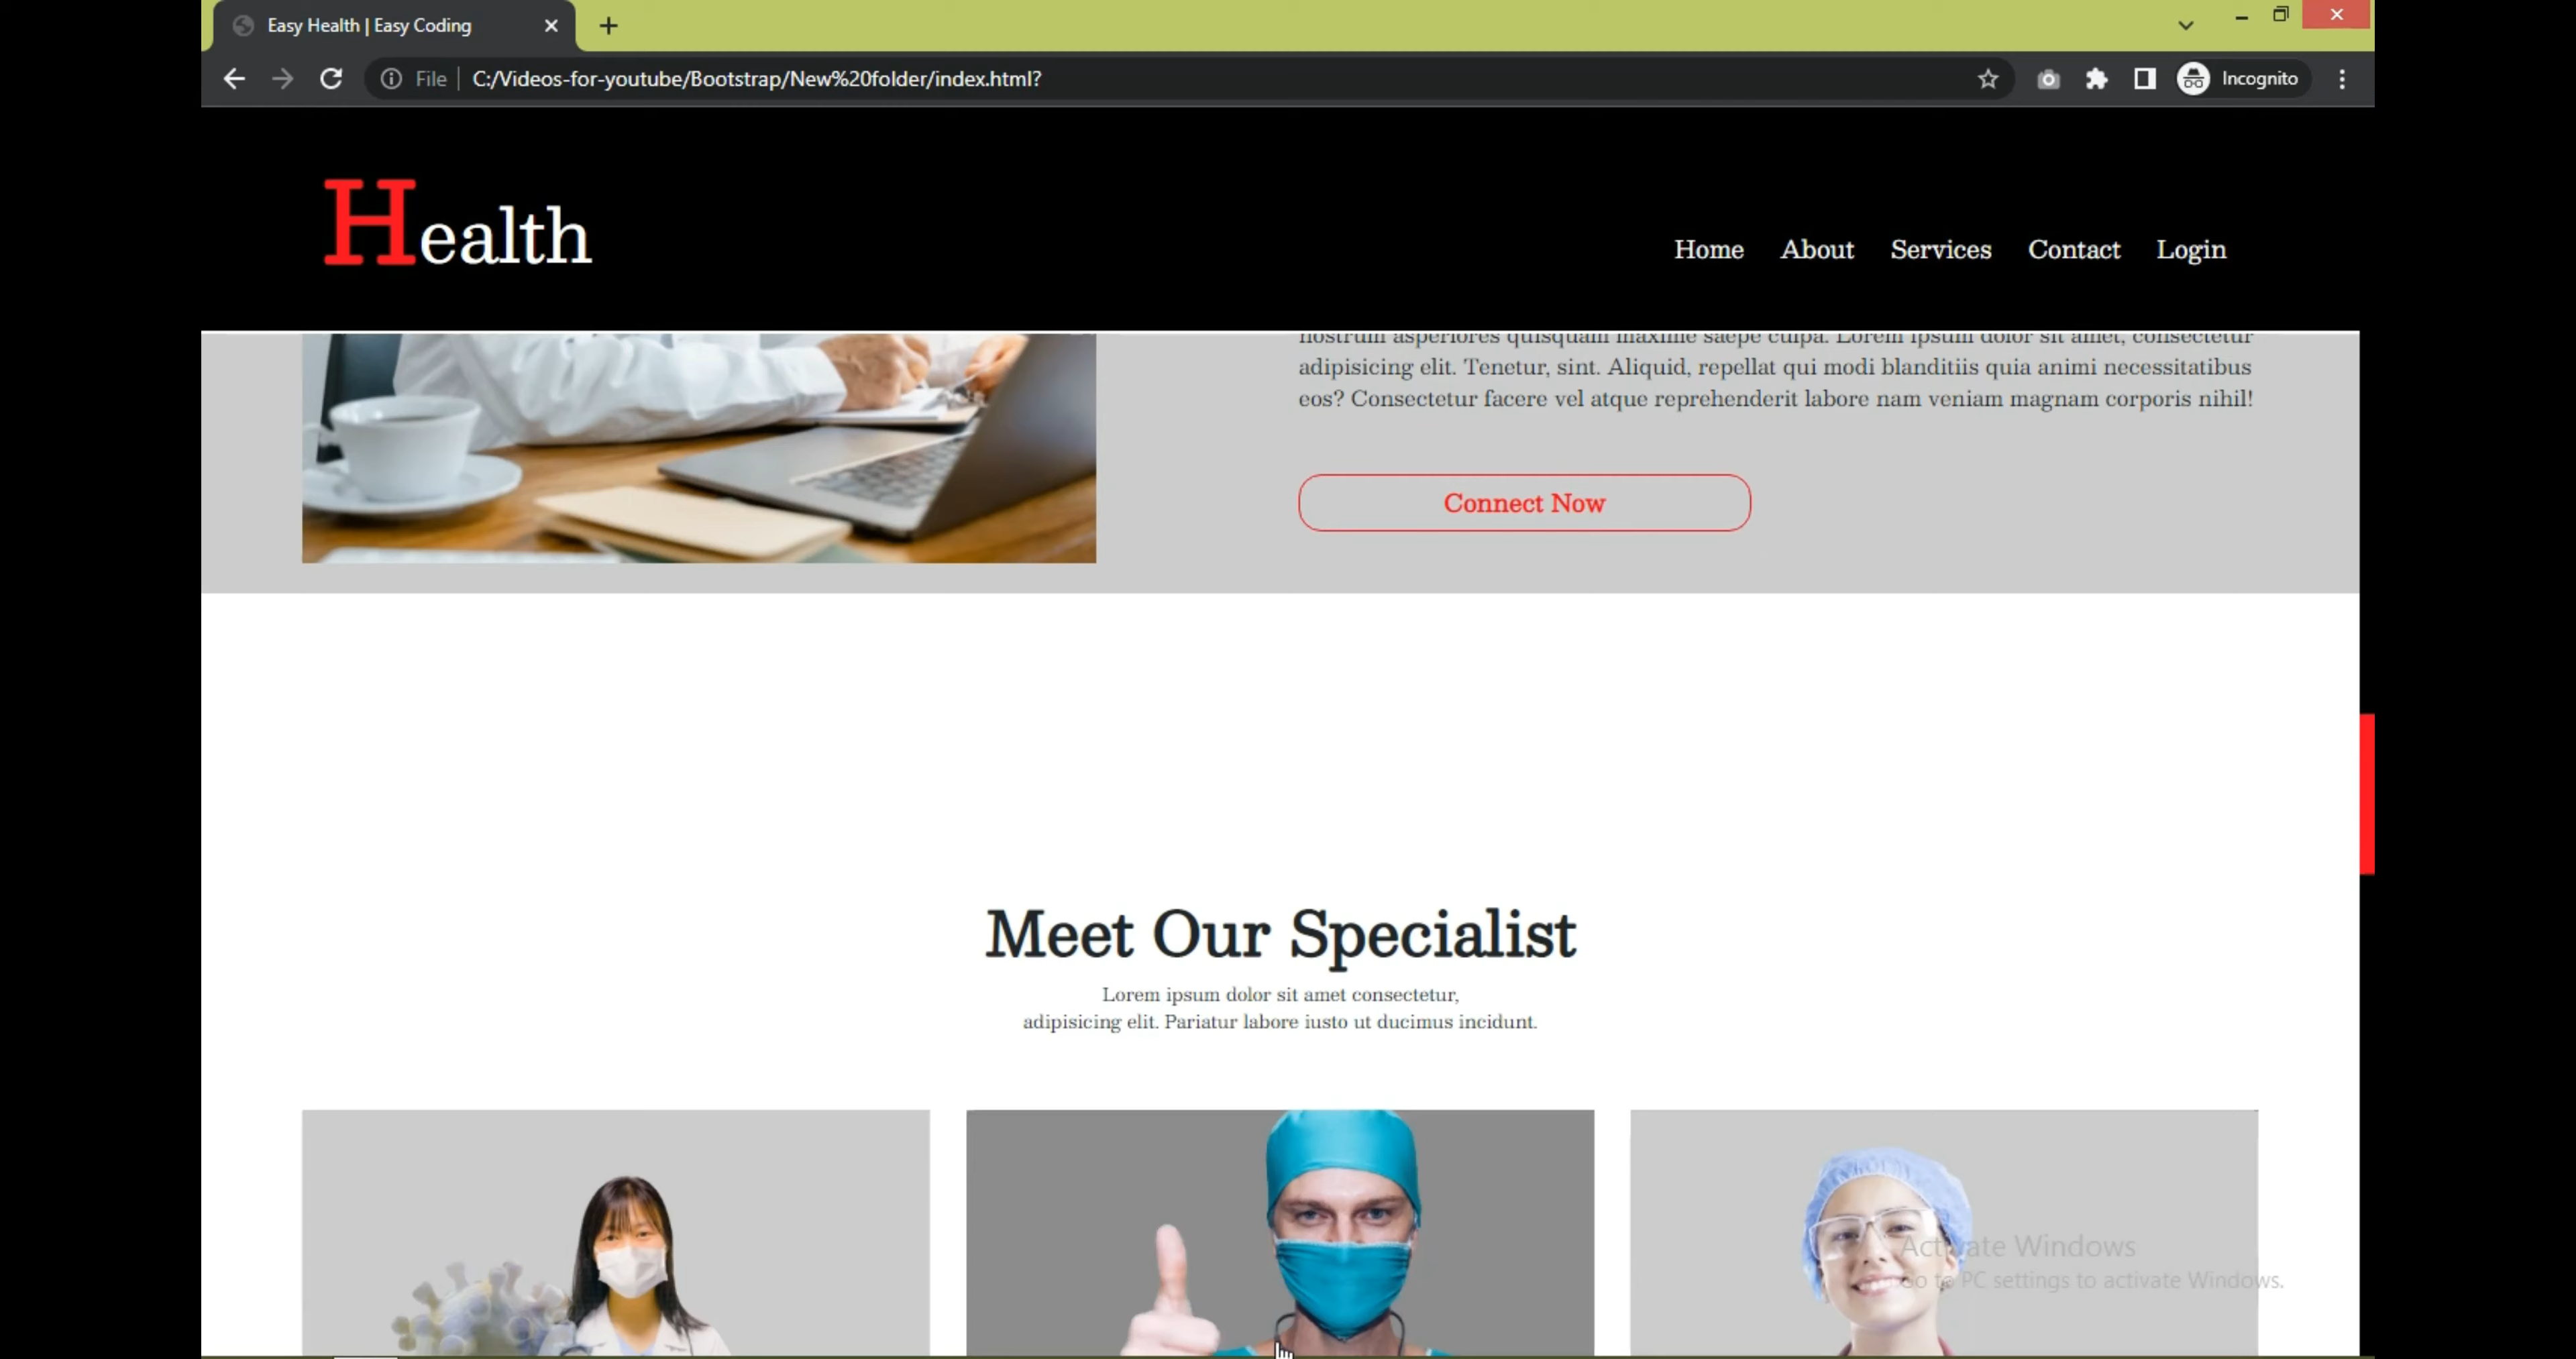 Easy Health | Easy Coding
File C:/Videos-for-youtube/Bootstrap/New%20folder/index.html?
Incognito
Health
Home About Services Contact Login
nostrum asperiores quisquam maxime saepe culpa. Lorem ipsum dolor sit amet, consectetur
adipisicing elit. Tenetur, sint. Aliquid, repellat qui modi blanditiis quia animi necessitatibus
eos? Consectetur facere vel atque reprehenderit labore nam veniam magnam corporis nihil!
Connect Now
Meet Our Specialist
Lorem ipsum dolor sit amet consectetur,
adipisicing elit. Pariatur labore iusto ut ducimus incidunt.
Activate Windows
Go to PC settings to activate Windows.